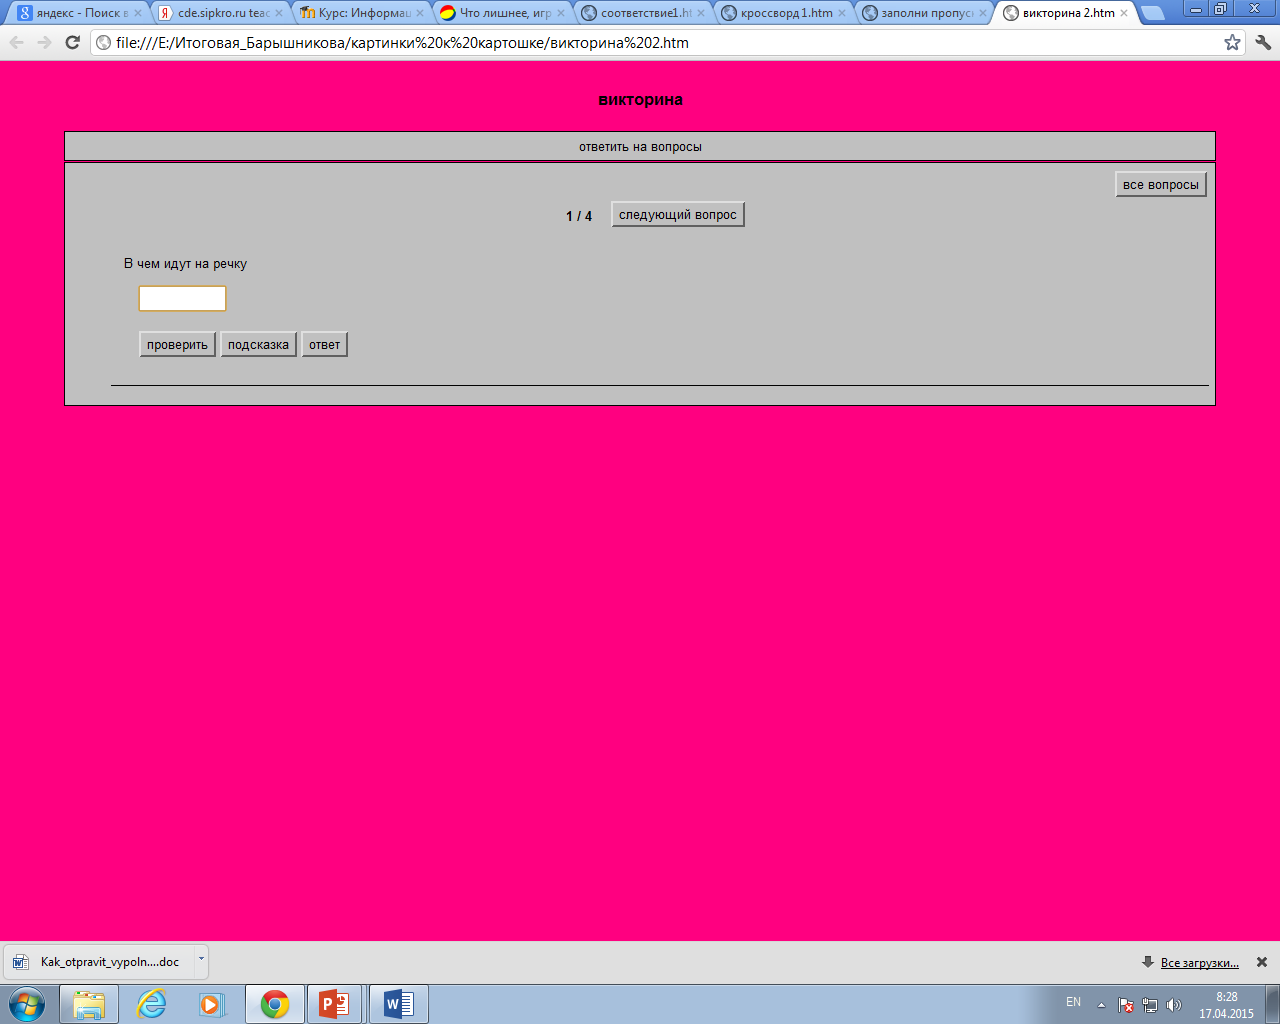 яндекс - Поиск в
cde.sipkro.ru teac
Курс: Информац
Что лишнее, игр
соответствие1.ht
кроссворд 1.htm
заполни пропус
викторина 2.htm
file:///E:/Итоговая_Барышникова/картинки%20к%20картошке/викторина%202.htm
викторина
ответить на вопросы
все вопросы
1 / 4
следующий вопрос
В чем идут на речку
проверить
подсказка
ответ
Kak_otpravit_vypoln....doc
Все загрузки...
EN
8:28
17.04.2015